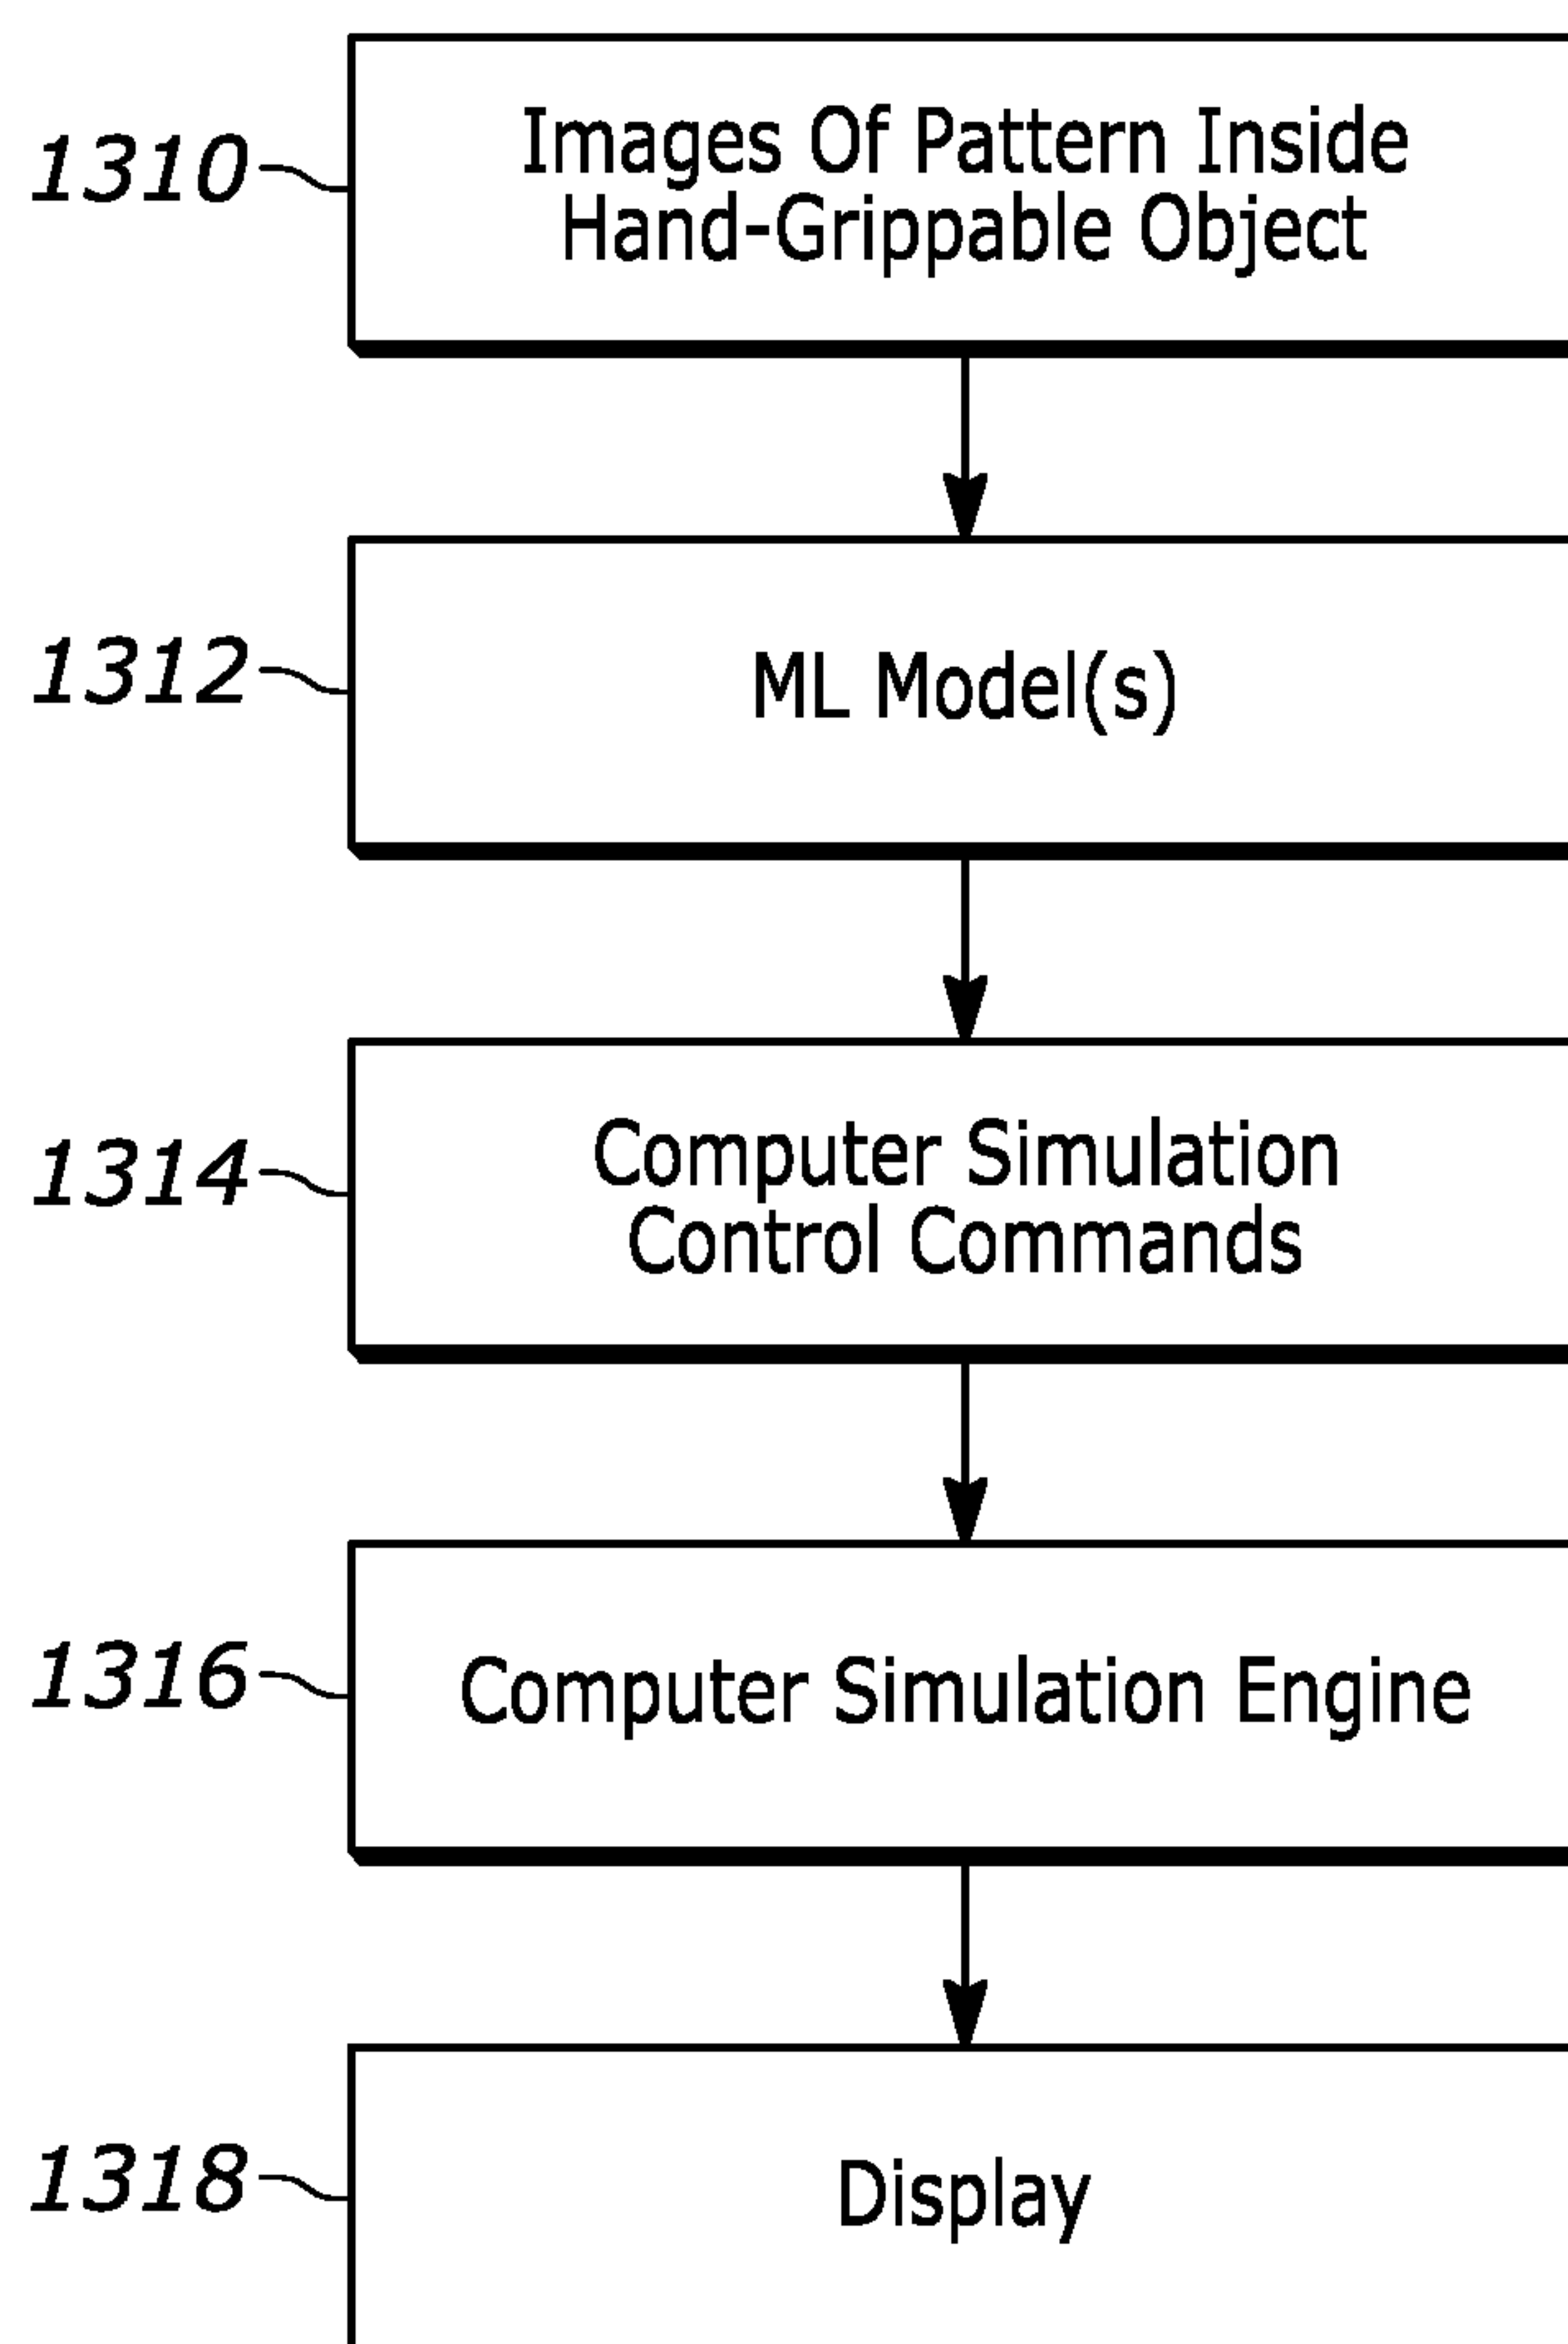 1310
Images Of Pattern Inside
Hand-Grippable Object
1312
ML Model(s)
1314
Computer Simulation
Control Commands
1316
Computer Simulation Engine
1318
Display